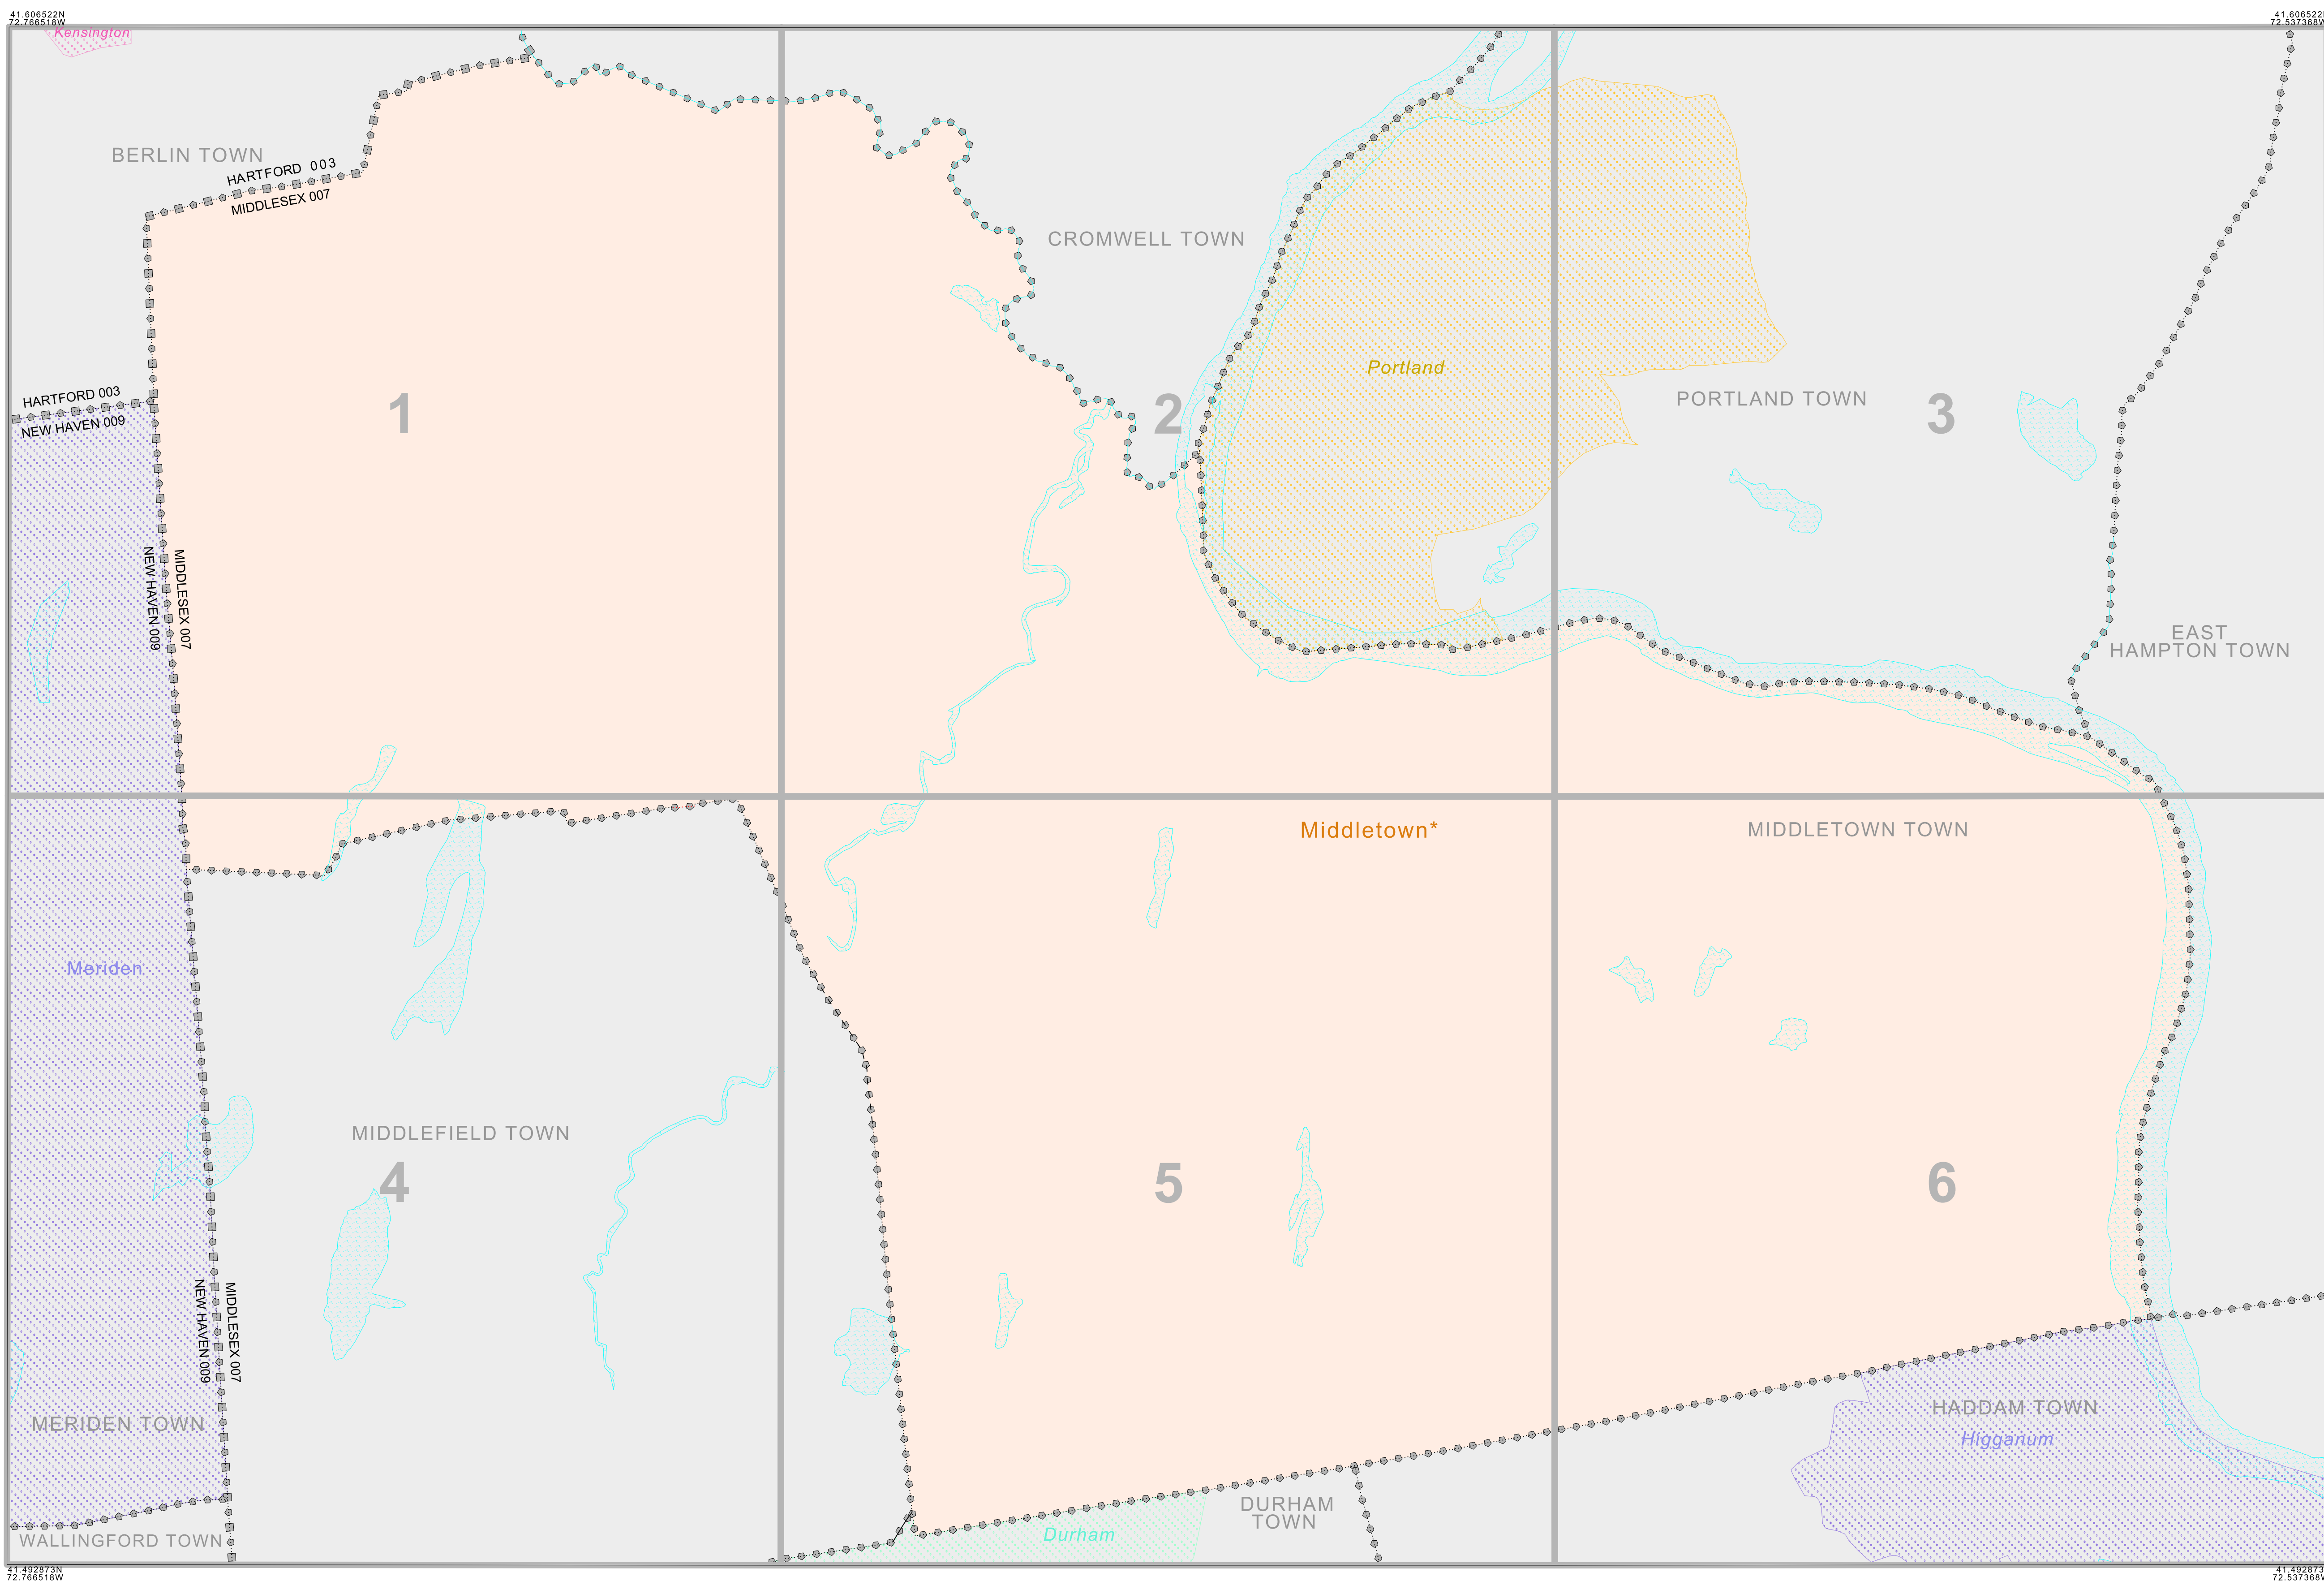 41.606522N
72.766518W
41.606522N
72.537368W
Kensington
BERLIN TOWN
HARTFORD 003
MIDDLESEX 007
CROMWELL TOWN
Portland
PORTLAND TOWN
HARTFORD 003
NEW HAVEN 009
1
2
3
NEW HAVEN 009
MIDDLESEX 007
EAST
HAMPTON TOWN
Middletown*
MIDDLETOWN TOWN
Meriden
MIDDLEFIELD TOWN
4
5
6
NEW HAVEN 009
MIDDLESEX 007
MERIDEN TOWN
HADDAM TOWN
Higganum
DURHAM
TOWN
Durham
WALLINGFORD TOWN
41.492873N
72.766518W
41.492873
72.537368W